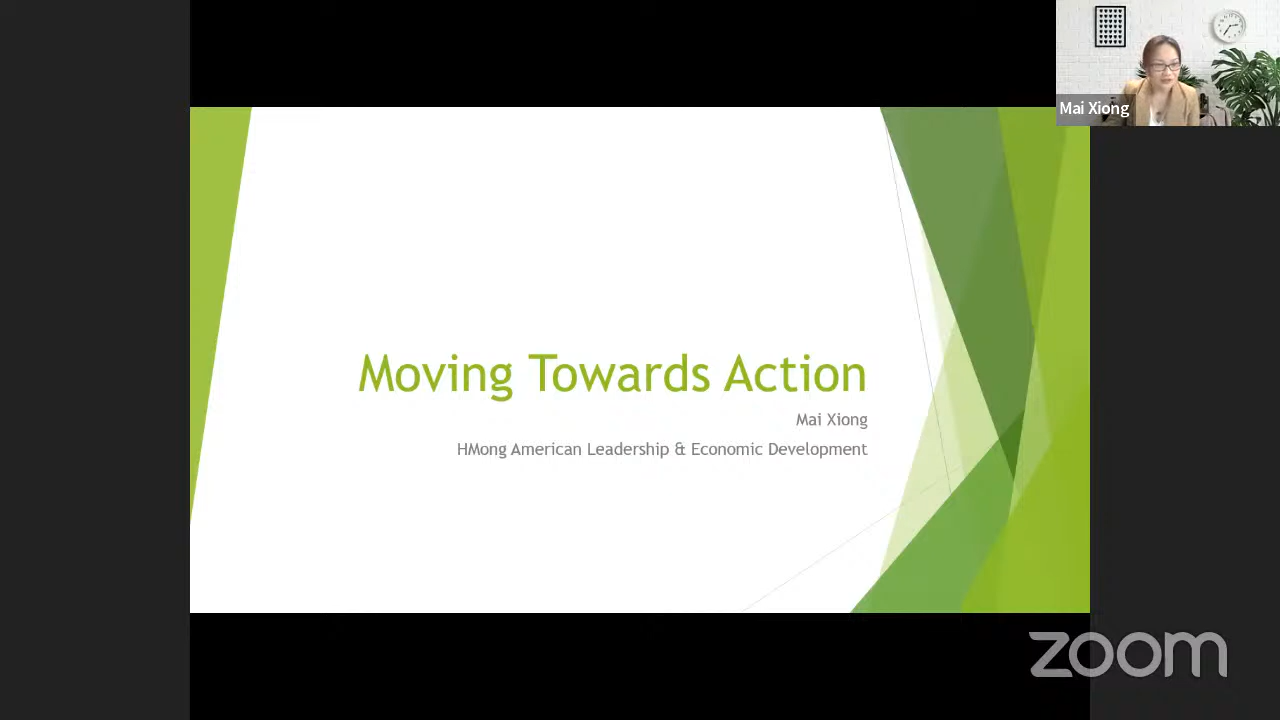 Mai Xiong
Moving Towards Action
Mai Xiong
HMong American Leadership & Economic Development
zoom